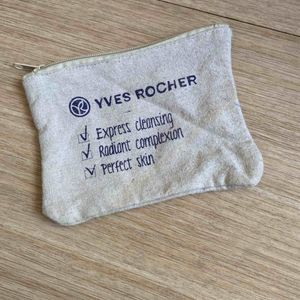 YVES ROCHER
Express cleansing
Radiant complexion
Perfect skin